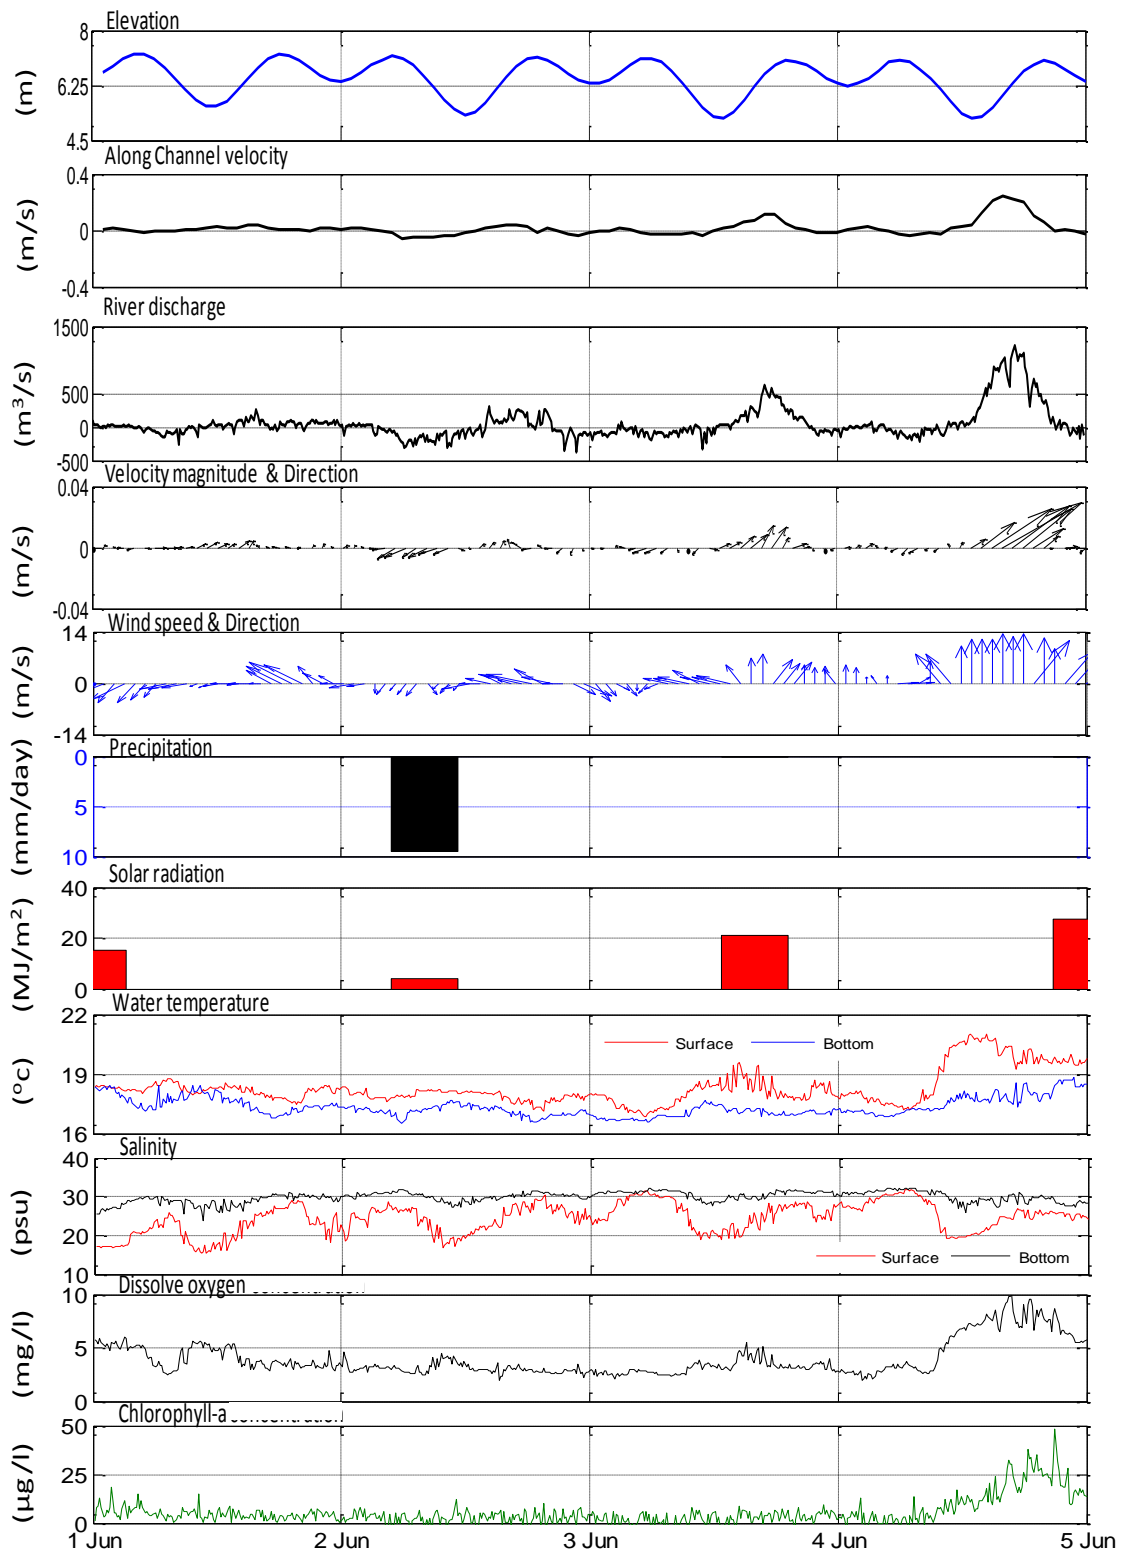 Elevation
8
6.25
4.5
(m)
Along Channel velocity
0.4
0
-0.4
(m/s)
River discharge
1500
500
0
-500
(m³/s)
Velocity magnitude & Direction
0.04
0
-0.04
(m/s)
Wind speed & Direction
14
0
-14
(m/s)
Precipitation
0
5
10
(mm/day)
Solar radiation
40
20
0
(MJ/m²)
Water temperature
22
19
16
(°c)
Surface Bottom
Salinity
40
30
20
10
(psu)
Surface Bottom
Dissolve oxygen
10
5
0
(mg/l)
Chlorophyll-a
50
25
0
(µg/l)
1 Jun 2 Jun 3 Jun 4 Jun 5 Jun